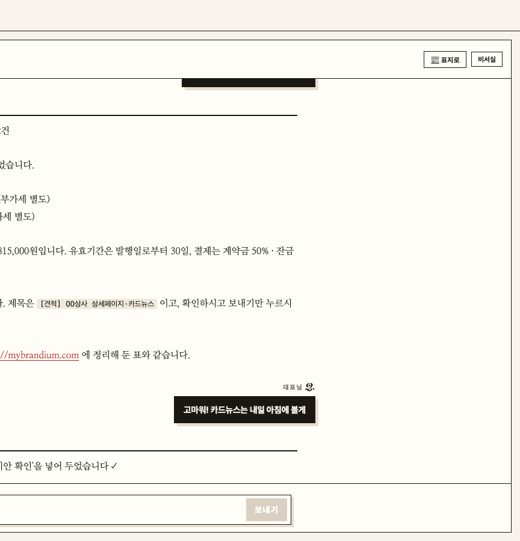 표지로
비서실
건
었습니다.
부가세 별도)
세 별도)
815,000원입니다. 유효기간은 발행일로부터 30일, 결제는 계약금 50% · 잔금
. 제목은 [견적] OO상사 상세페이지·카드뉴스 이고, 확인하시고 보내기만 누르시
//mybrandium.com 에 정리해 둔 표와 같습니다.
대표님
고마워! 카드뉴스는 내일 아침에 볼게
시안 확인'을 넣어 두었습니다 ✓
보내기